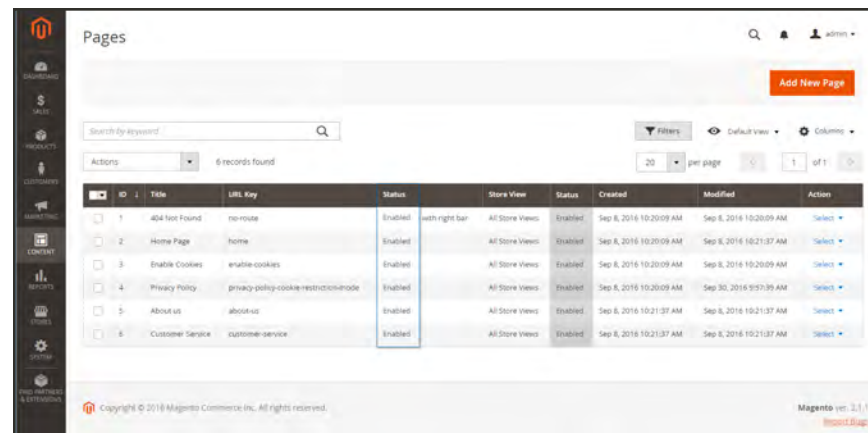 Pages
admin
DASHBOARD
SALES
PRODUCTS
CUSTOMERS
MARKETING
CONTENT
REPORTS
STORES
SYSTEM
FIND PARTNERS
& EXTENSIONS
Add New Page
Search by keyword
Filters Default View Columns
Actions 6 records found 20 per page 1 of 1
ID Title URL Key Status Store View Status Created Modified Action
1 404 Not Found no-route Enabled with right bar All Store Views Enabled Sep 8, 2016 10:20:09 AM Sep 8, 2016 10:20:09 AM Select
2 Home Page home Enabled All Store Views Enabled Sep 8, 2016 10:20:09 AM Sep 8, 2016 10:21:37 AM Select
3 Enable Cookies enable-cookies Enabled All Store Views Enabled Sep 8, 2016 10:20:09 AM Sep 8, 2016 10:20:09 AM Select
4 Privacy Policy privacy-policy-cookie-restriction-mode Enabled All Store Views Enabled Sep 8, 2016 10:20:09 AM Sep 30, 2016 9:57:39 AM Select
5 About us about-us Enabled All Store Views Enabled Sep 8, 2016 10:21:37 AM Sep 8, 2016 10:21:37 AM Select
6 Customer Service customer-service Enabled All Store Views Enabled Sep 8, 2016 10:21:37 AM Sep 8, 2016 10:21:37 AM Select
Copyright © 2016 Magento Commerce Inc. All rights reserved.
Magento ver. 2.1.1
Report Bugs